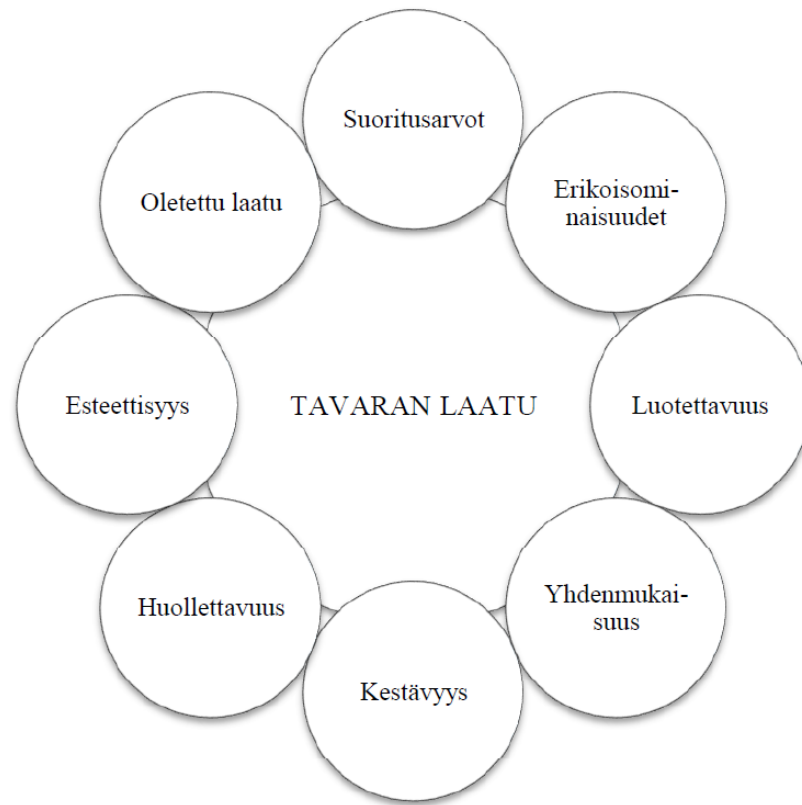 Suoritusarvot
Erikoisomi-
naisuudet
Oletettu laatu
Esteettisyys
TAVARAN LAATU
Luotettavuus
Huollettavuus
Yhdenmukai-
suus
Kestävyys